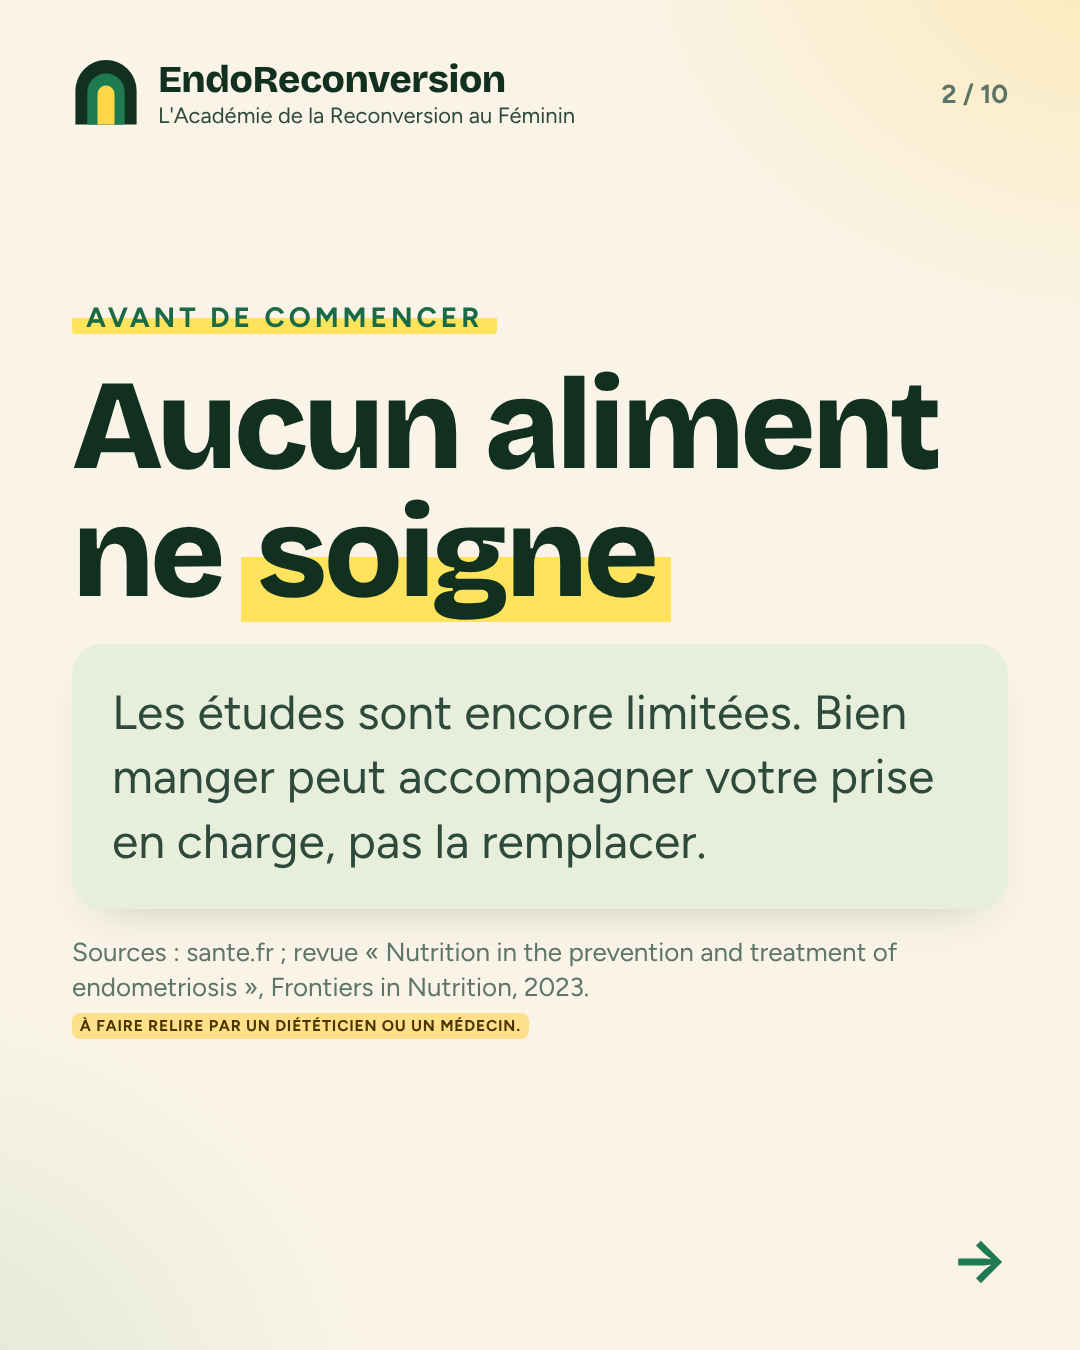 EndoReconversion
L'Académie de la Reconversion au Féminin
2 / 10
AVANT DE COMMENCER
Aucun aliment
ne soigne
Les études sont encore limitées. Bien
manger peut accompagner votre prise
en charge, pas la remplacer.
Sources : sante.fr ; revue « Nutrition in the prevention and treatment of
endometriosis », Frontiers in Nutrition, 2023.
À FAIRE RELIRE PAR UN DIÉTÉTICIEN OU UN MÉDECIN.